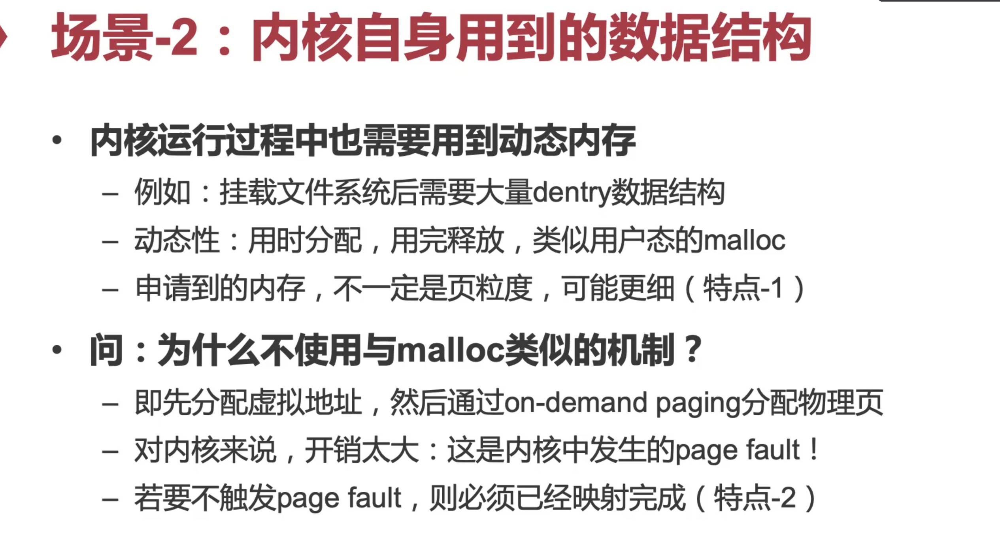 场景-2：内核自身用到的数据结构
• 内核运行过程中也需要用到动态内存
– 例如：挂载文件系统后需要大量dentry数据结构
– 动态性：用时分配，用完释放，类似用户态的malloc
– 申请到的内存，不一定是页粒度，可能更细（特点-1）
• 问：为什么不使用与malloc类似的机制？
– 即先分配虚拟地址，然后通过on-demand paging分配物理页
– 对内核来说，开销太大：这是内核中发生的page fault！
– 若要不触发page fault，则必须已经映射完成（特点-2）